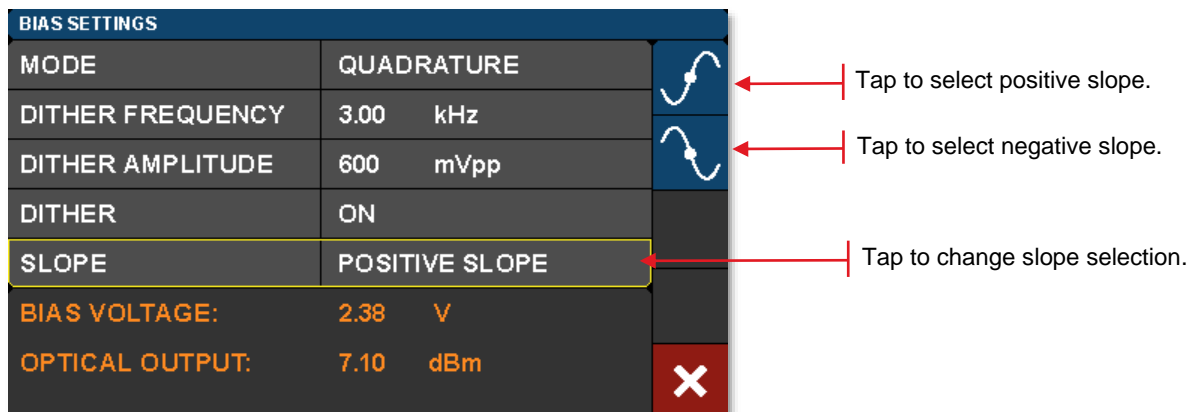 BIAS SETTINGS
MODE QUADRATURE
Tap to select positive slope.
DITHER FREQUENCY 3.00 kHz
Tap to select negative slope.
DITHER AMPLITUDE 600 mVpp
DITHER ON
SLOPE POSITIVE SLOPE
Tap to change slope selection.
BIAS VOLTAGE: 2.38 V
OPTICAL OUTPUT: 7.10 dBm